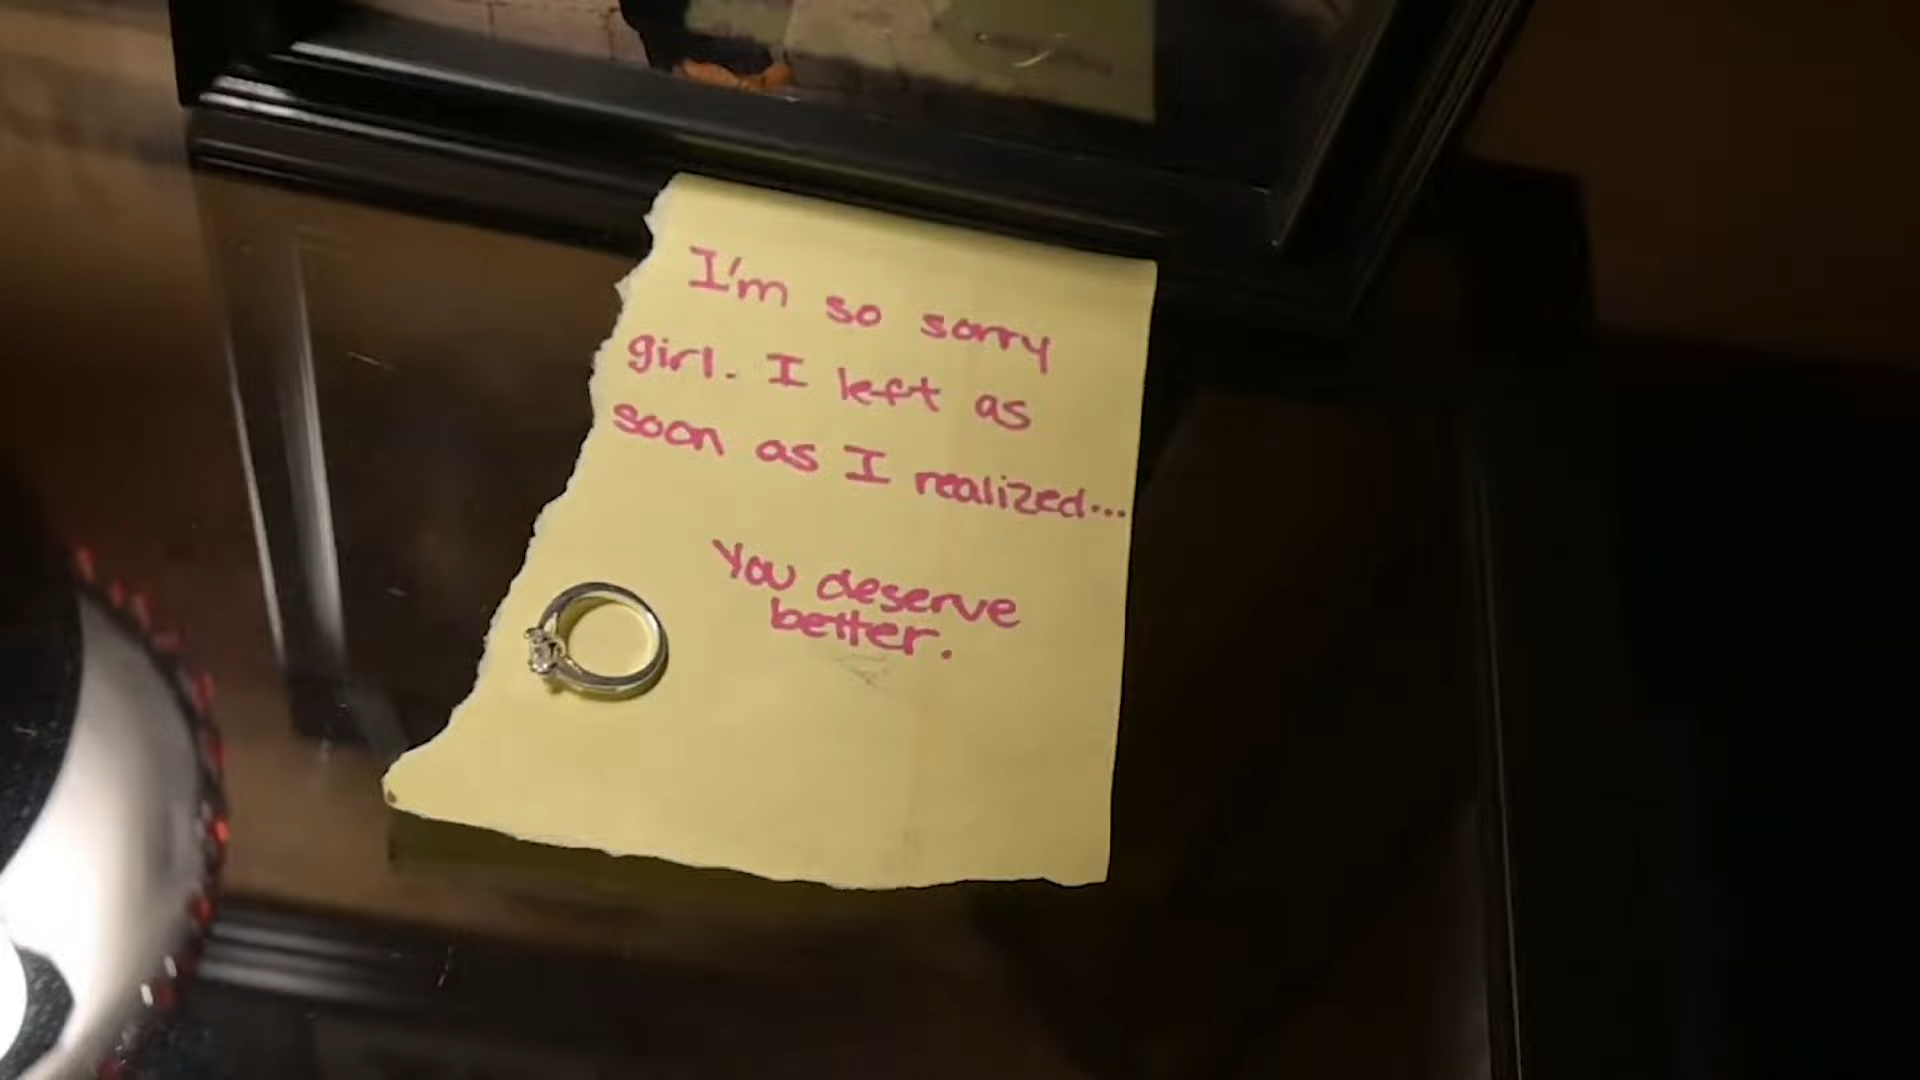 I'm so sorry
girl. I left as
soon as I realized...
You deserve
better.